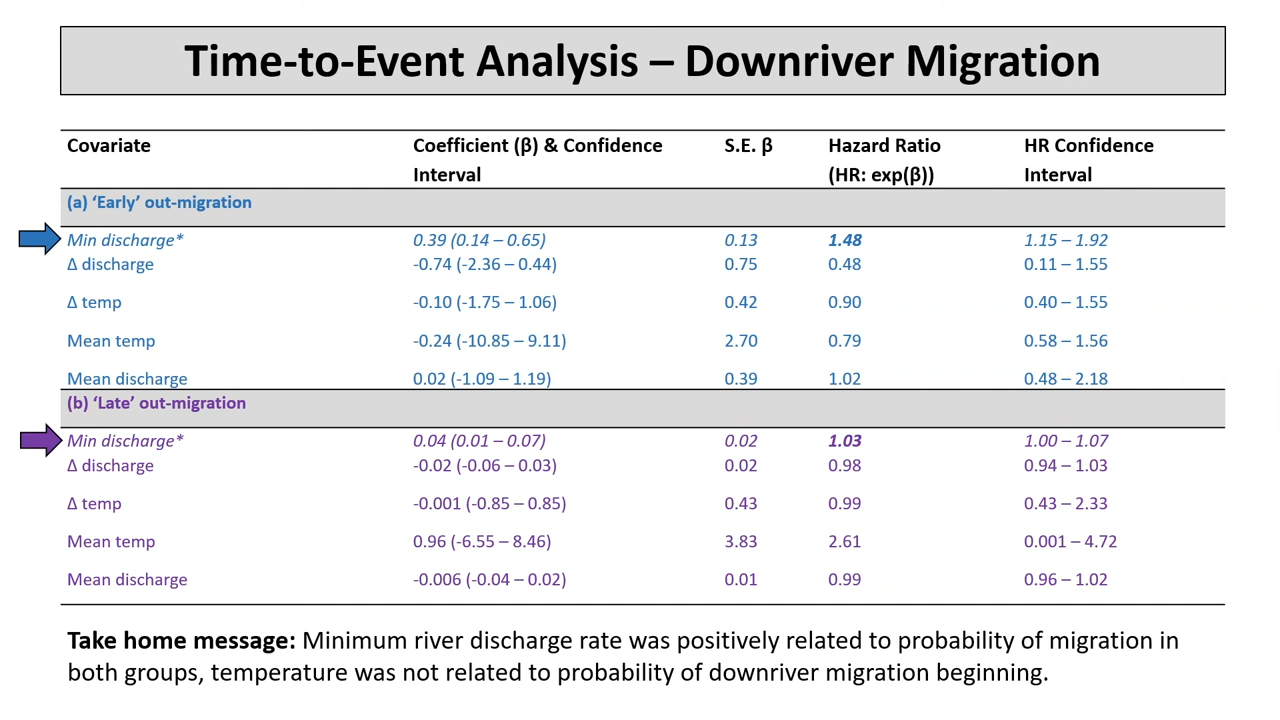 Time-to-Event Analysis – Downriver Migration
Covariate Coefficient (β) & Confidence Interval S.E. β Hazard Ratio (HR: exp(β)) HR Confidence Interval
(a) ‘Early’ out-migration
Min discharge* 0.39 (0.14 – 0.65) 0.13 1.48 1.15 – 1.92
Δ discharge -0.74 (-2.36 – 0.44) 0.75 0.48 0.11 – 1.55
Δ temp -0.10 (-1.75 – 1.06) 0.42 0.90 0.40 – 1.55
Mean temp -0.24 (-10.85 – 9.11) 2.70 0.79 0.58 – 1.56
Mean discharge 0.02 (-1.09 – 1.19) 0.39 1.02 0.48 – 2.18
(b) ‘Late’ out-migration
Min discharge* 0.04 (0.01 – 0.07) 0.02 1.03 1.00 – 1.07
Δ discharge -0.02 (-0.06 – 0.03) 0.02 0.98 0.94 – 1.03
Δ temp -0.001 (-0.85 – 0.85) 0.43 0.99 0.43 – 2.33
Mean temp 0.96 (-6.55 – 8.46) 3.83 2.61 0.001 – 4.72
Mean discharge -0.006 (-0.04 – 0.02) 0.01 0.99 0.96 – 1.02
Take home message: Minimum river discharge rate was positively related to probability of migration in
both groups, temperature was not related to probability of downriver migration beginning.